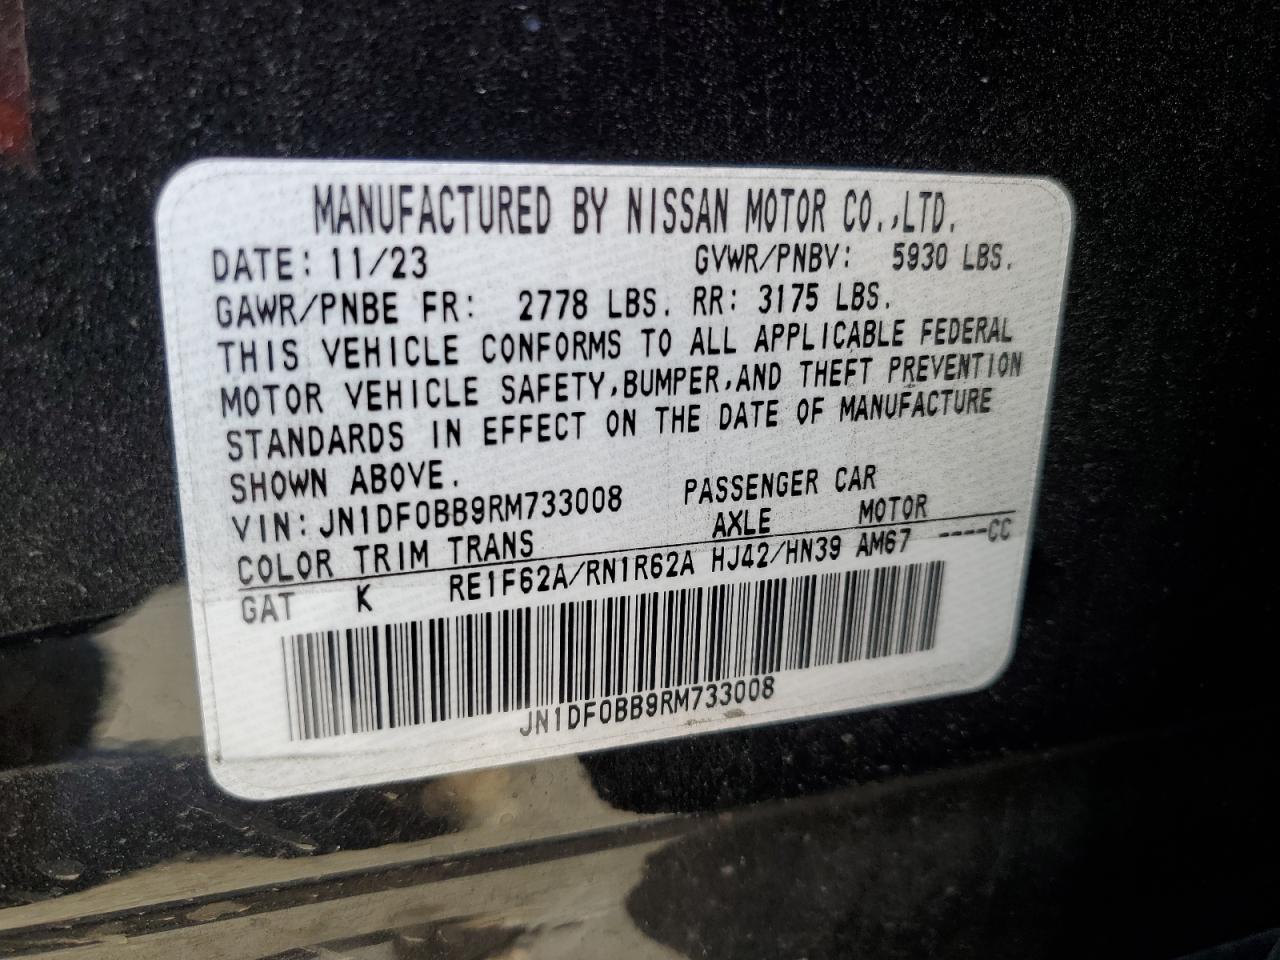 MANUFACTURED BY NISSAN MOTOR CO.,LTD.
DATE: 11/23 GVWR/PNBV: 5930 LBS.
GAWR/PNBE FR: 2778 LBS. RR: 3175 LBS.
THIS VEHICLE CONFORMS TO ALL APPLICABLE FEDERAL
MOTOR VEHICLE SAFETY,BUMPER,AND THEFT PREVENTION
STANDARDS IN EFFECT ON THE DATE OF MANUFACTURE
SHOWN ABOVE.
VIN: JN1DF0BB9RM733008 PASSENGER CAR
COLOR TRIM TRANS AXLE MOTOR
GAT K RE1F62A/RN1R62A HJ42/HN39 AM67 ----CC
JN1DF0BB9RM733008